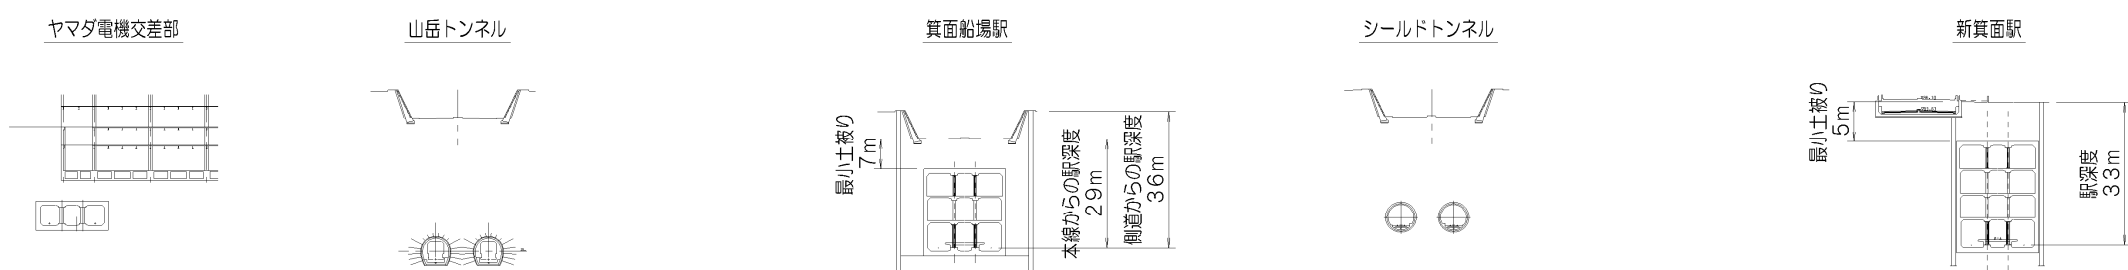 ヤマダ電機交差部
山岳トンネル
箕面船場駅
最小土被り
7m
本線からの駅深度
29m
側道からの駅深度
36m
シールドトンネル
新箕面駅
最小土被り
5m
駅深度
33m